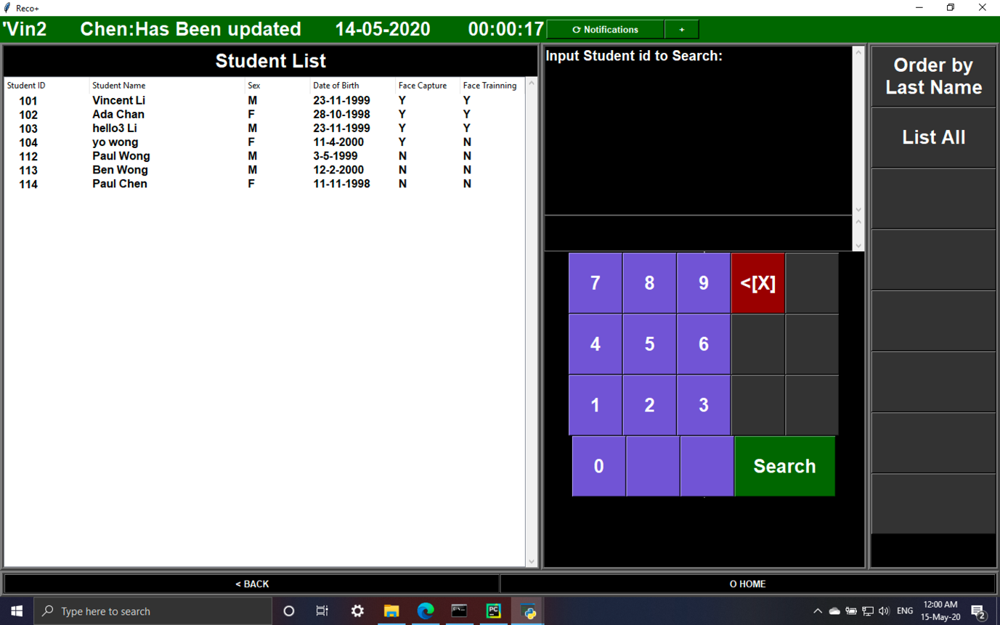 Reco+
'Vin2 Chen:Has Been updated 14-05-2020 00:00:17 Notifications +
Student List
Student ID Student Name Sex Date of Birth Face Capture Face Trainning
101 Vincent Li M 23-11-1999 Y Y
102 Ada Chan F 28-10-1998 Y Y
103 hello3 Li M 23-11-1999 Y Y
104 yo wong F 11-4-2000 Y N
112 Paul Wong M 3-5-1999 N N
113 Ben Wong M 12-2-2000 N N
114 Paul Chen F 11-11-1998 N N
Input Student id to Search:
7 8 9 <[X]
4 5 6
1 2 3
0 Search
Order by
Last Name
List All
< BACK O HOME
Type here to search
PC
ENG
12:00 AM
15-May-20
2